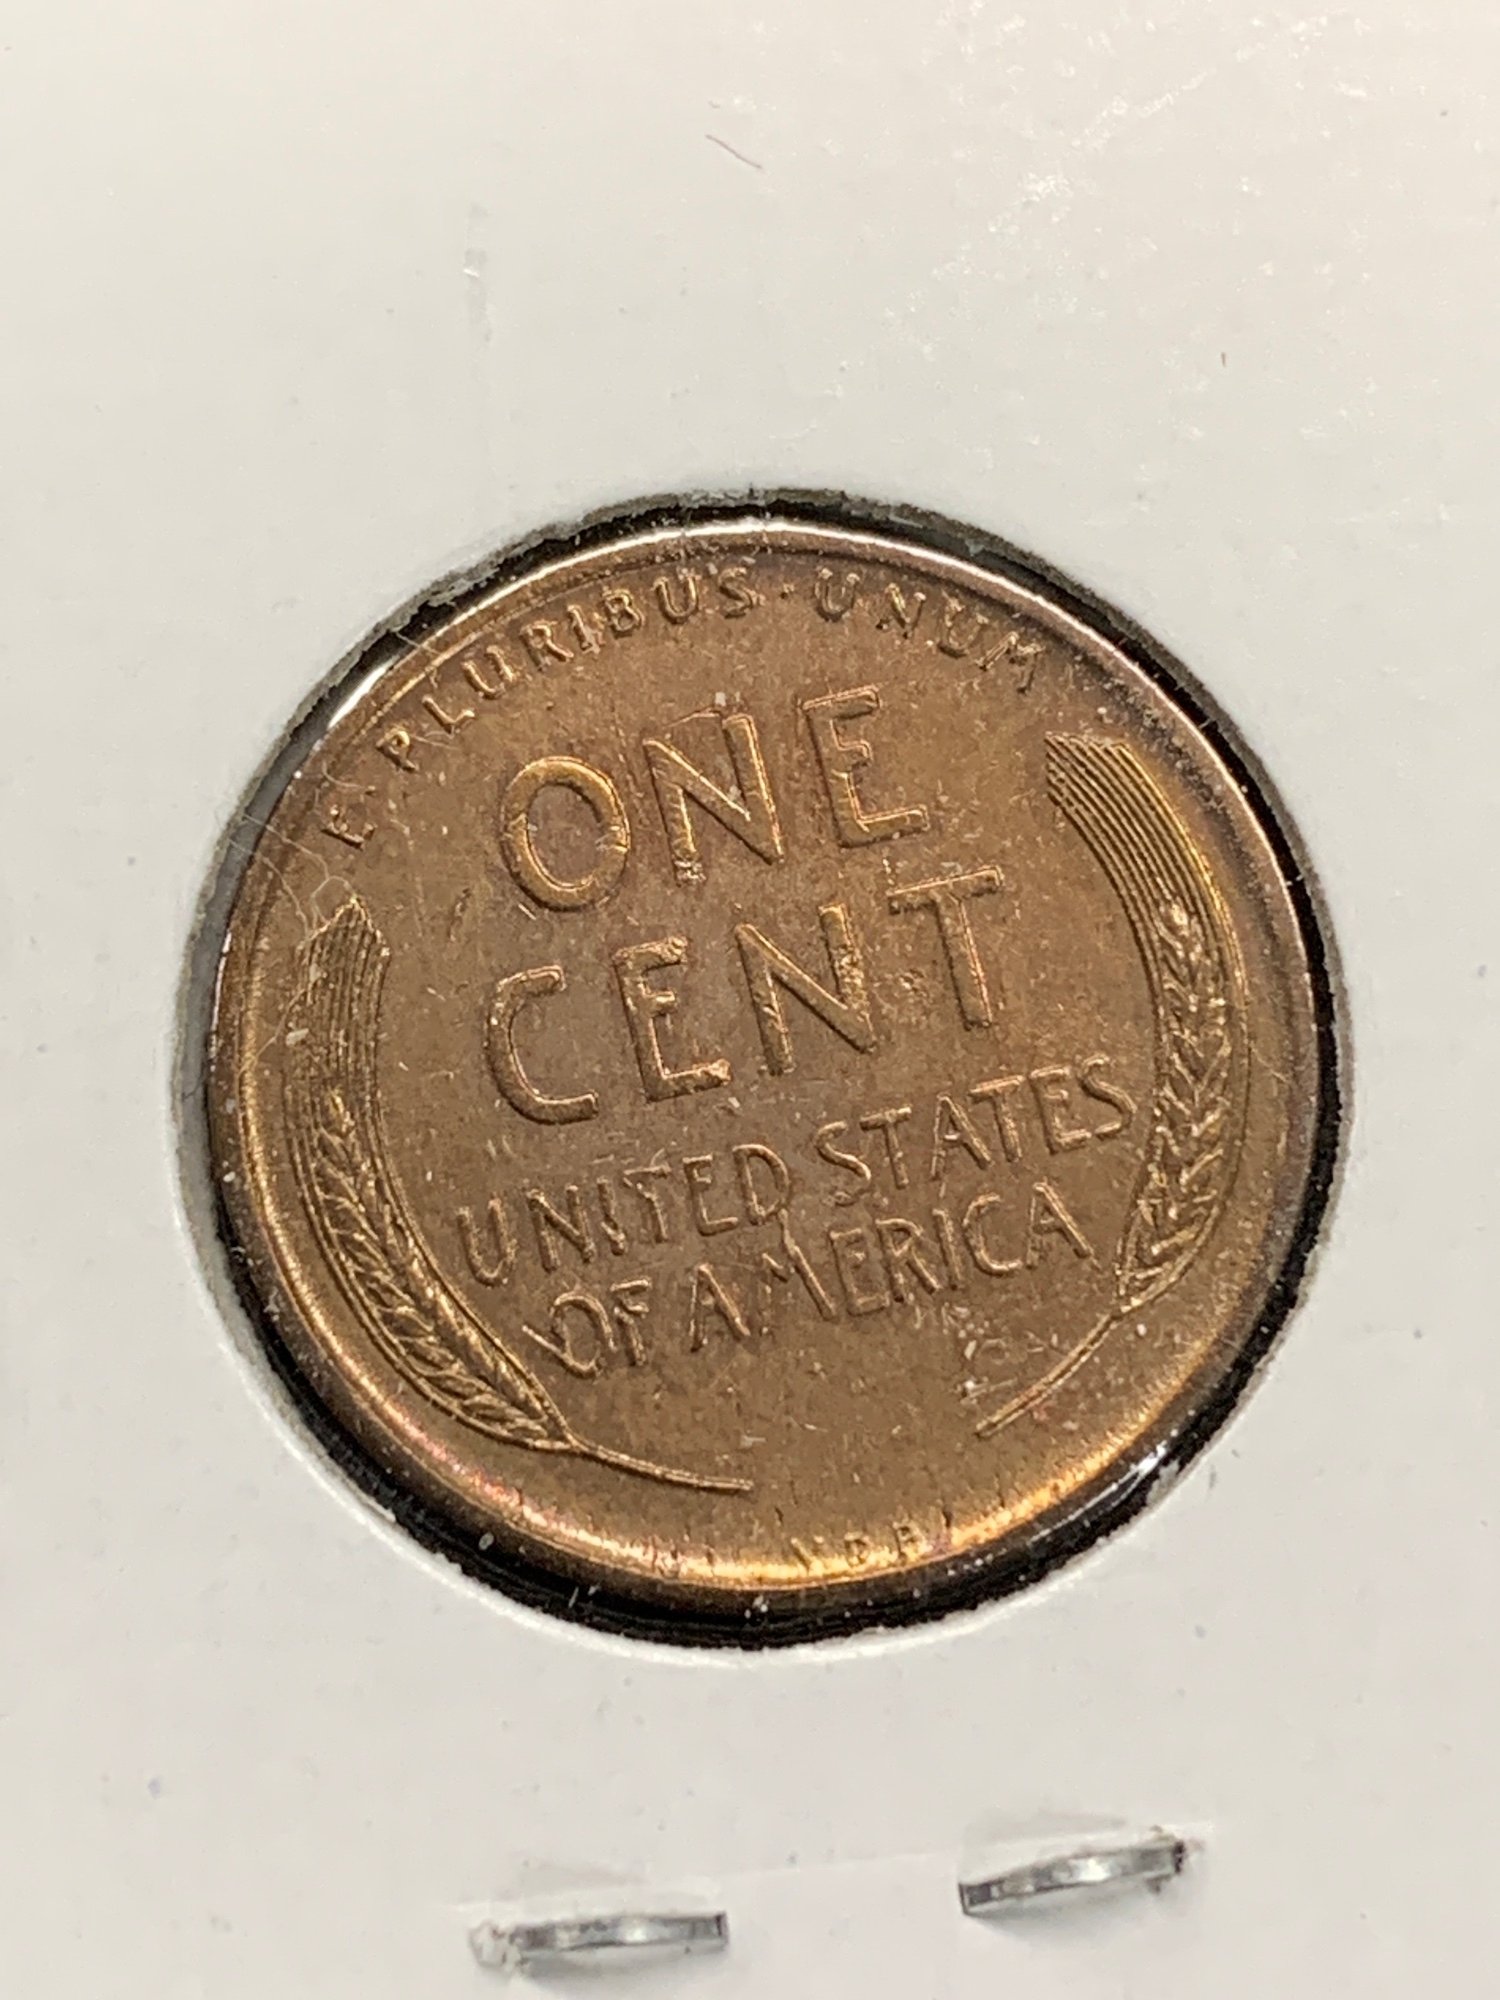 E · PLURIBUS · UNUM
ONE
CENT
UNITED STATES
OF AMERICA
VDB